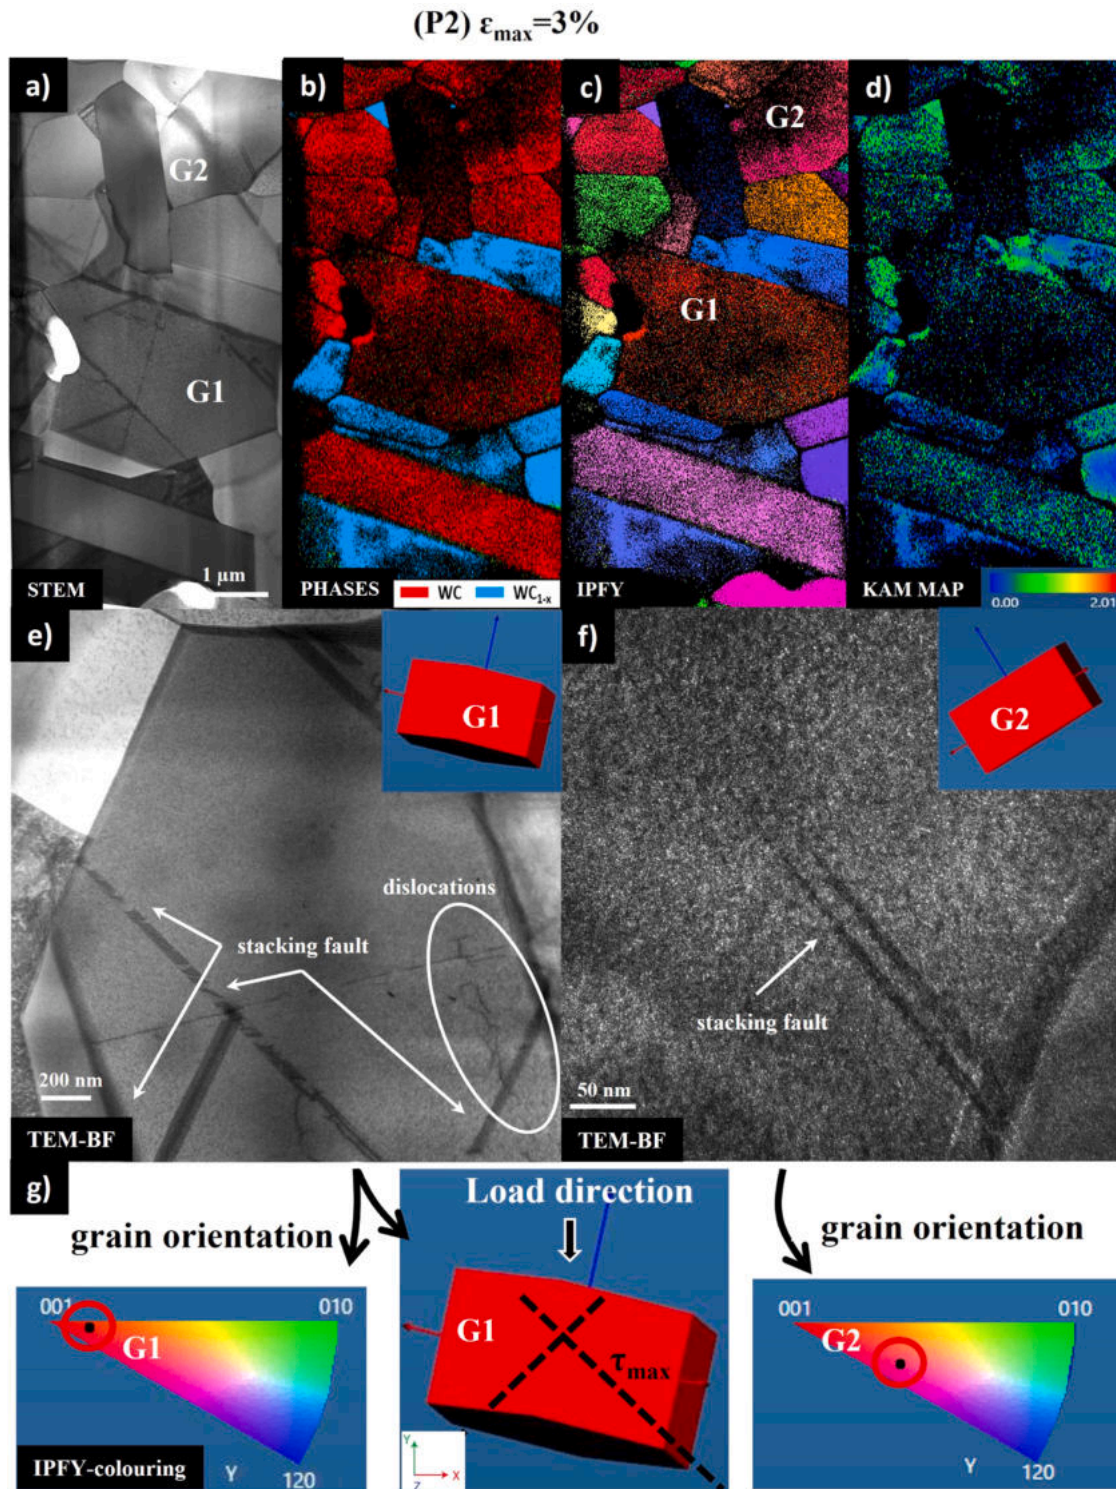 (P2) εmax=3%
a)
b)
c)
d)
G2
G2
G1
G1
1 µm
STEM
PHASES
WC
WC1-x
IPFY
KAM MAP
0.00
2.01
e)
f)
G1
G2
dislocations
stacking fault
stacking fault
200 nm
50 nm
TEM-BF
TEM-BF
g)
Load direction
grain orientation
grain orientation
001
010
G1
G1
τmax
001
010
G2
Y
X
Z
IPFY-colouring
Y
120
Y
120